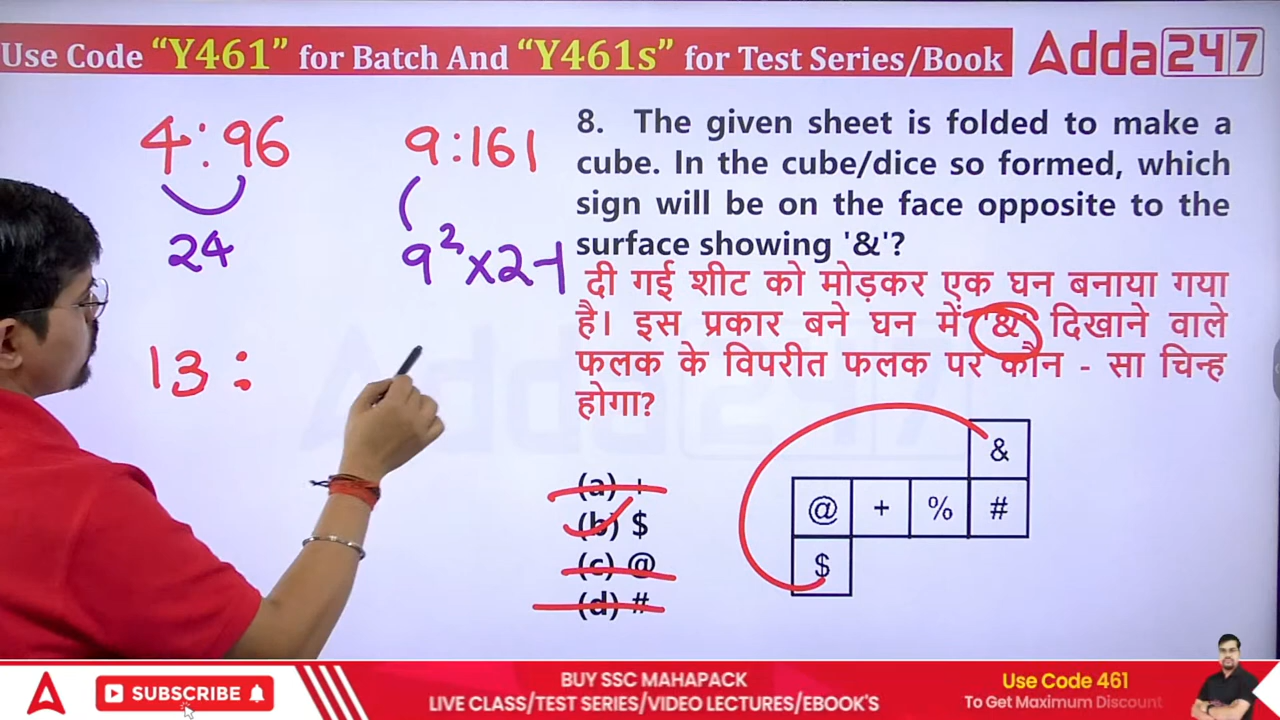 Use Code “Y461” for Batch And “Y461s” for Test Series/Book
Adda247
4:96
24
9:161
9²x2-1
13:
8. The given sheet is folded to make a
cube. In the cube/dice so formed, which
sign will be on the face opposite to the
surface showing '&'?
दी गई शीट को मोड़कर एक घन बनाया गया
है। इस प्रकार बने घन में '&' दिखाने वाले
फलक के विपरीत फलक पर कौन - सा चिन्ह
होगा?
(a) +
(b) $
(c) @
(d) #
&
@ + % #
$
SUBSCRIBE
BUY SSC MAHAPACK
LIVE CLASS/TEST SERIES/VIDEO LECTURES/EBOOK'S
Use Code 461
To Get Maximum Discount